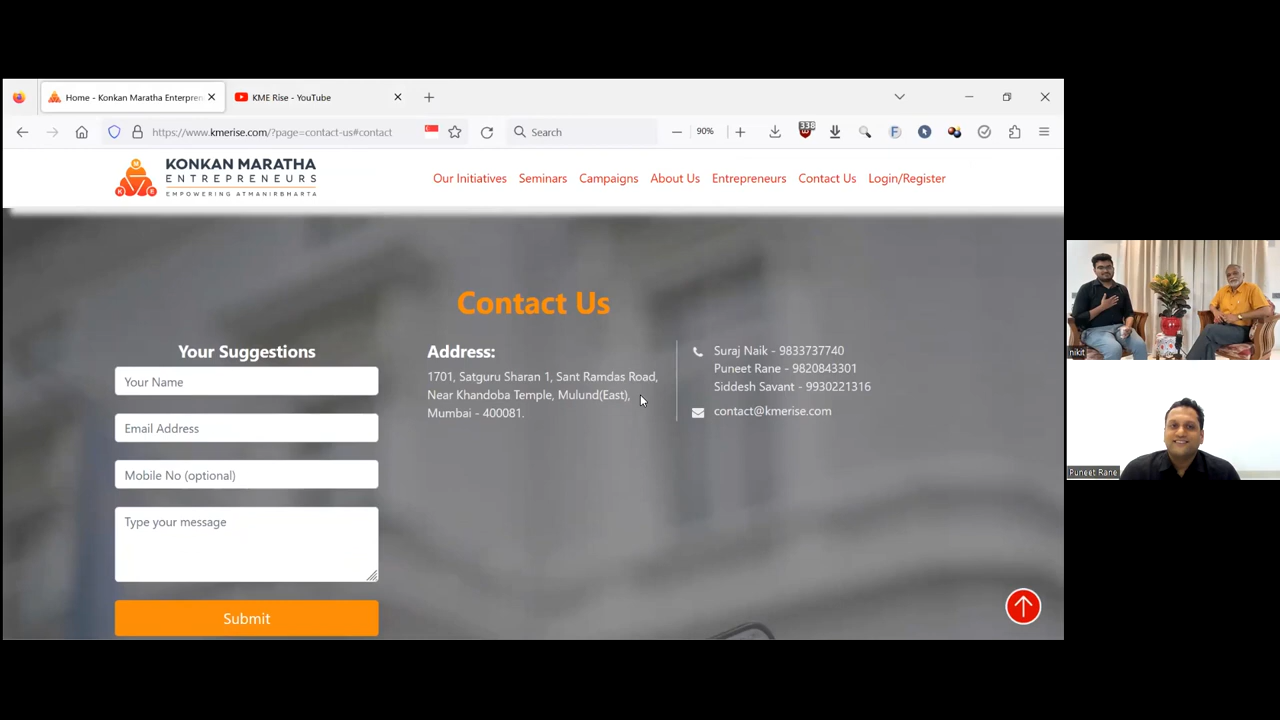 Home - Konkan Maratha Enterpren
KME Rise - YouTube
https://www.kmerise.com/?page=contact-us#contact
Search
90%
338
KONKAN MARATHA
ENTREPRENEURS
EMPOWERING ATMANIRBHARTA
M
K E
Our Initiatives Seminars Campaigns About Us Entrepreneurs Contact Us Login/Register
Contact Us
Your Suggestions
Your Name
Email Address
Mobile No (optional)
Type your message
Submit
Address:
1701, Satguru Sharan 1, Sant Ramdas Road,
Near Khandoba Temple, Mulund(East),
Mumbai - 400081.
Suraj Naik - 9833737740
Puneet Rane - 9820843301
Siddesh Savant - 9930221316
contact@kmerise.com
nikit
Puneet Rane